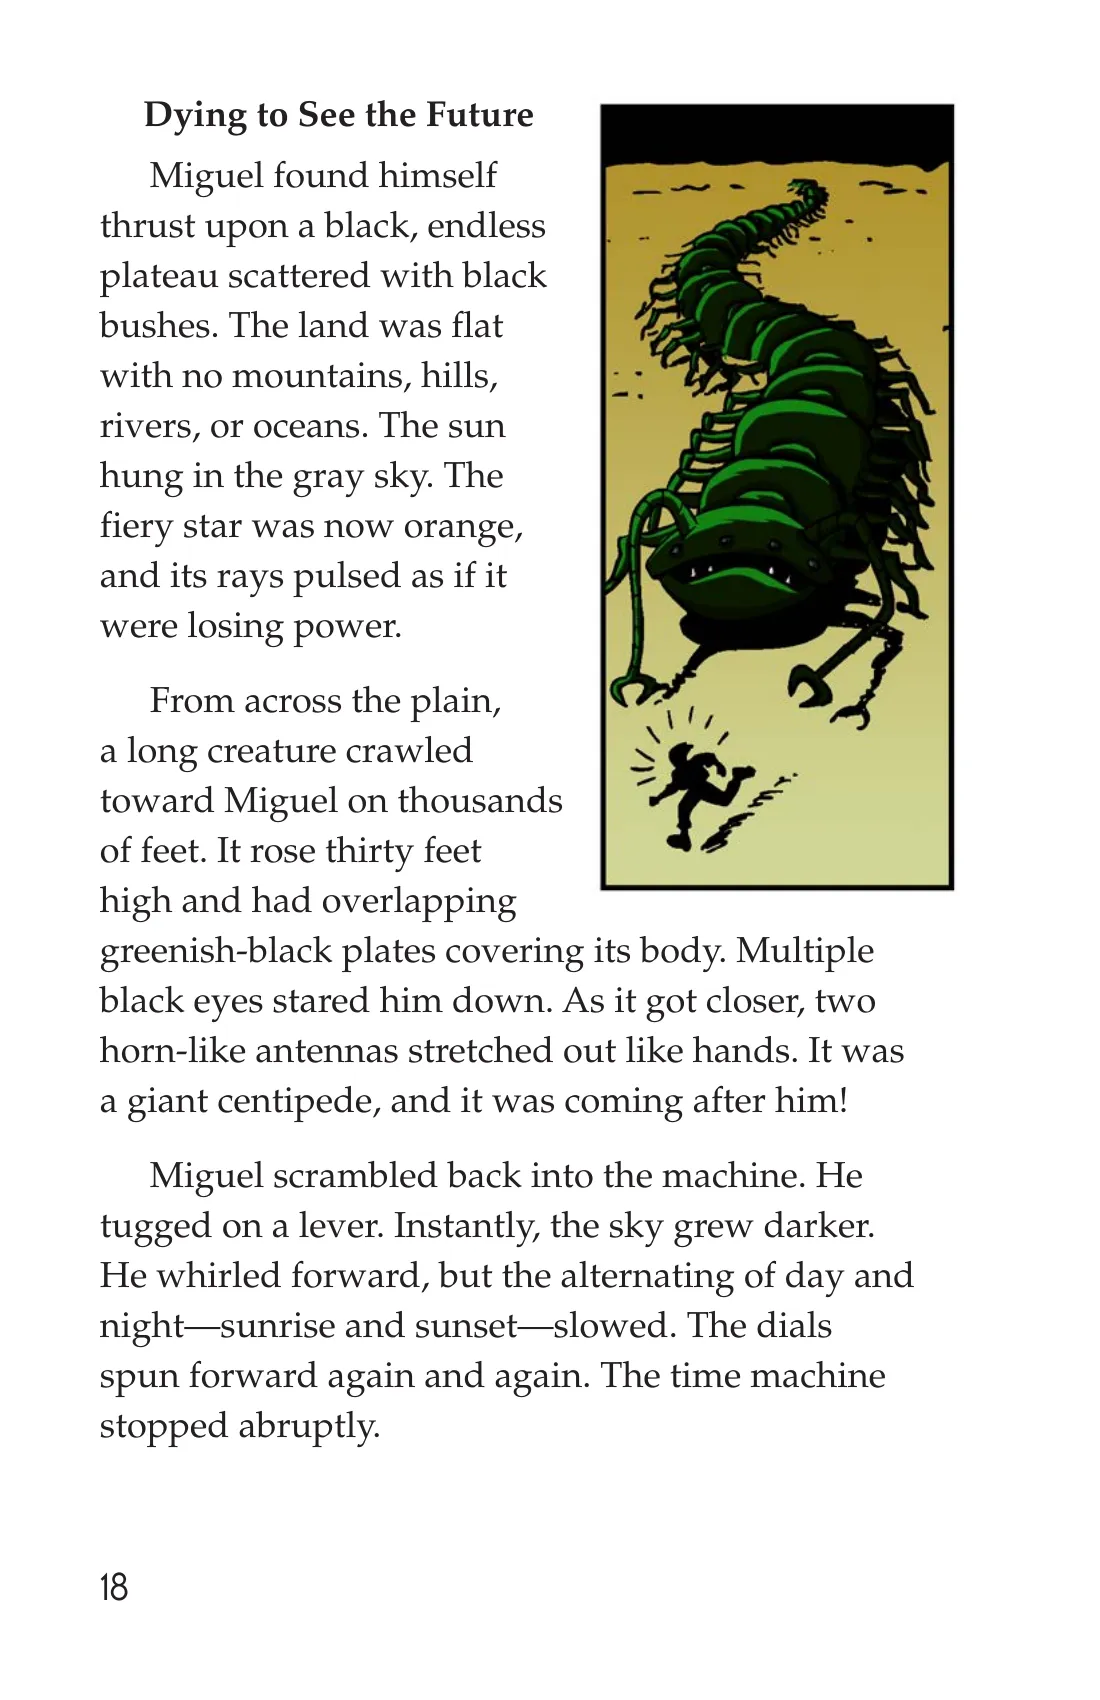 Dying to See the Future
Miguel found himself
thrust upon a black, endless
plateau scattered with black
bushes. The land was flat
with no mountains, hills,
rivers, or oceans. The sun
hung in the gray sky. The
fiery star was now orange,
and its rays pulsed as if it
were losing power.
From across the plain,
a long creature crawled
toward Miguel on thousands
of feet. It rose thirty feet
high and had overlapping
greenish-black plates covering its body. Multiple
black eyes stared him down. As it got closer, two
horn-like antennas stretched out like hands. It was
a giant centipede, and it was coming after him!
Miguel scrambled back into the machine. He
tugged on a lever. Instantly, the sky grew darker.
He whirled forward, but the alternating of day and
night—sunrise and sunset—slowed. The dials
spun forward again and again. The time machine
stopped abruptly.
18